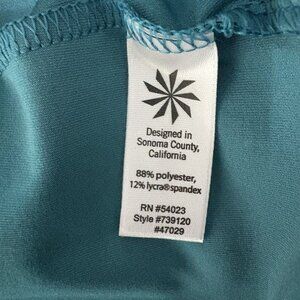 Designed in
Sonoma County,
California
88% polyester,
12% lycra®spandex
RN #54023
Style #739120
#47029